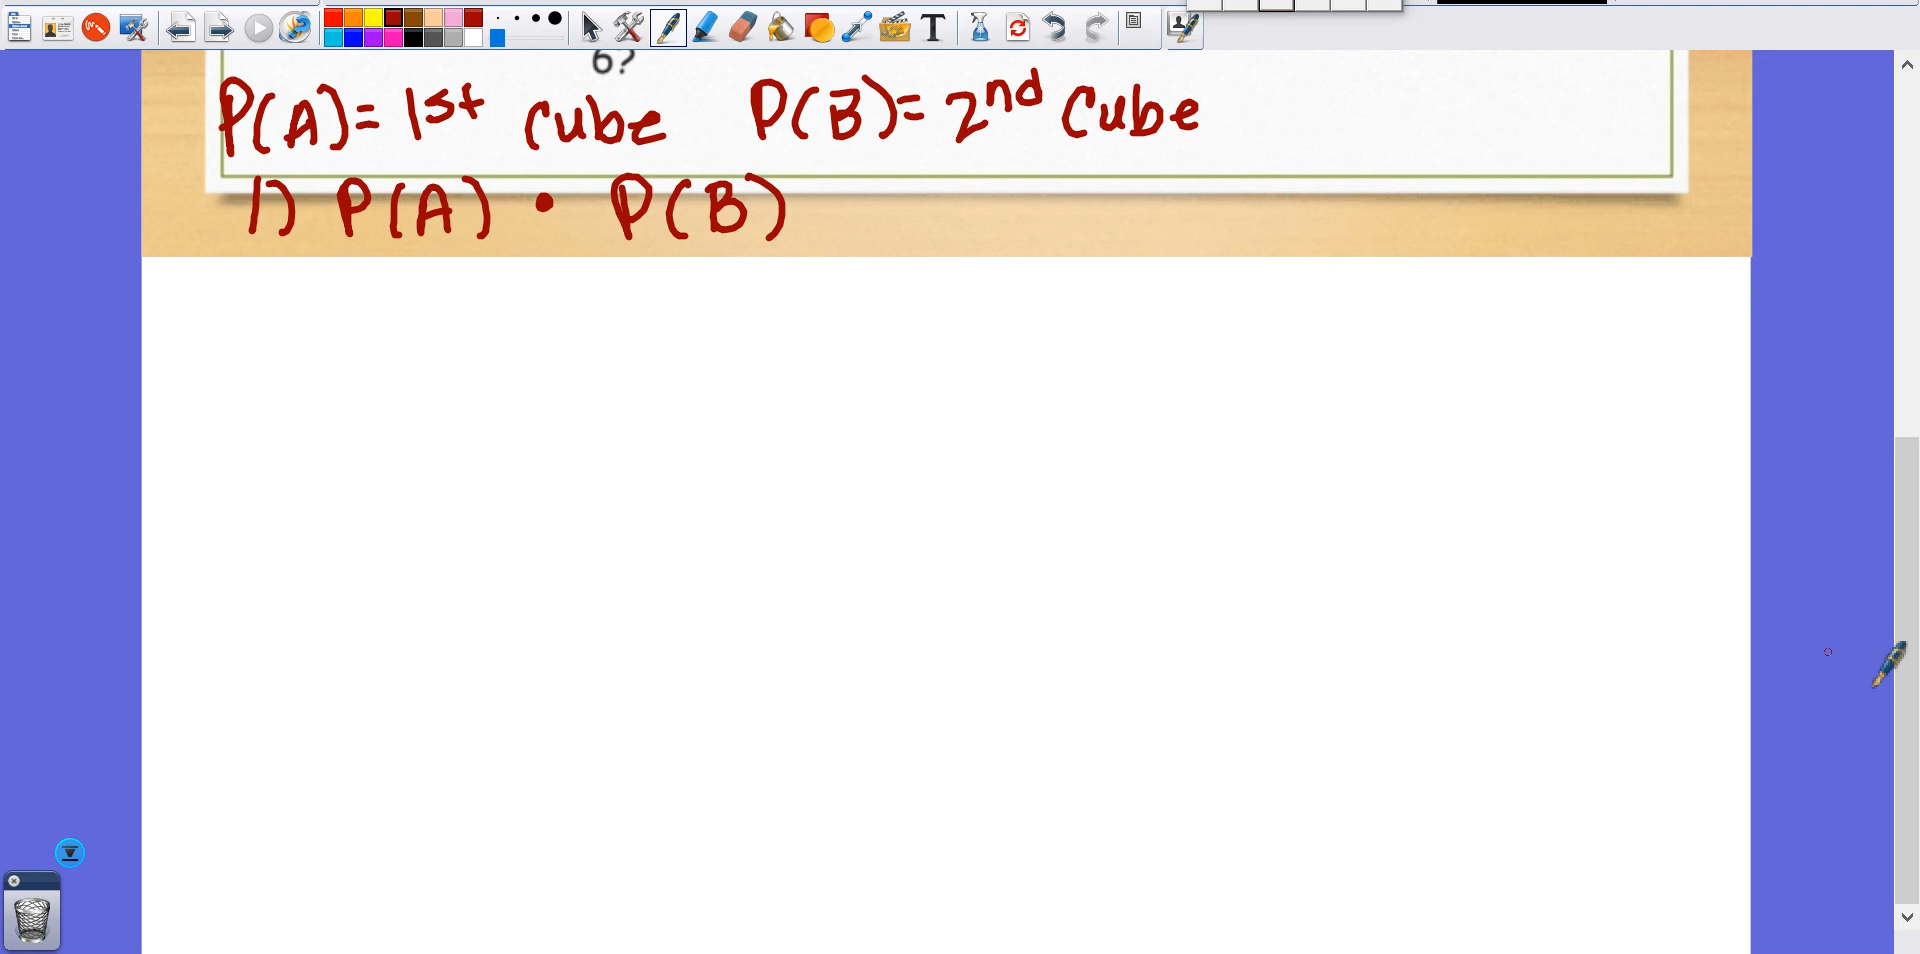 6?
P(A)= 1st cube P(B)= 2nd cube
1) P(A) • P(B)
T